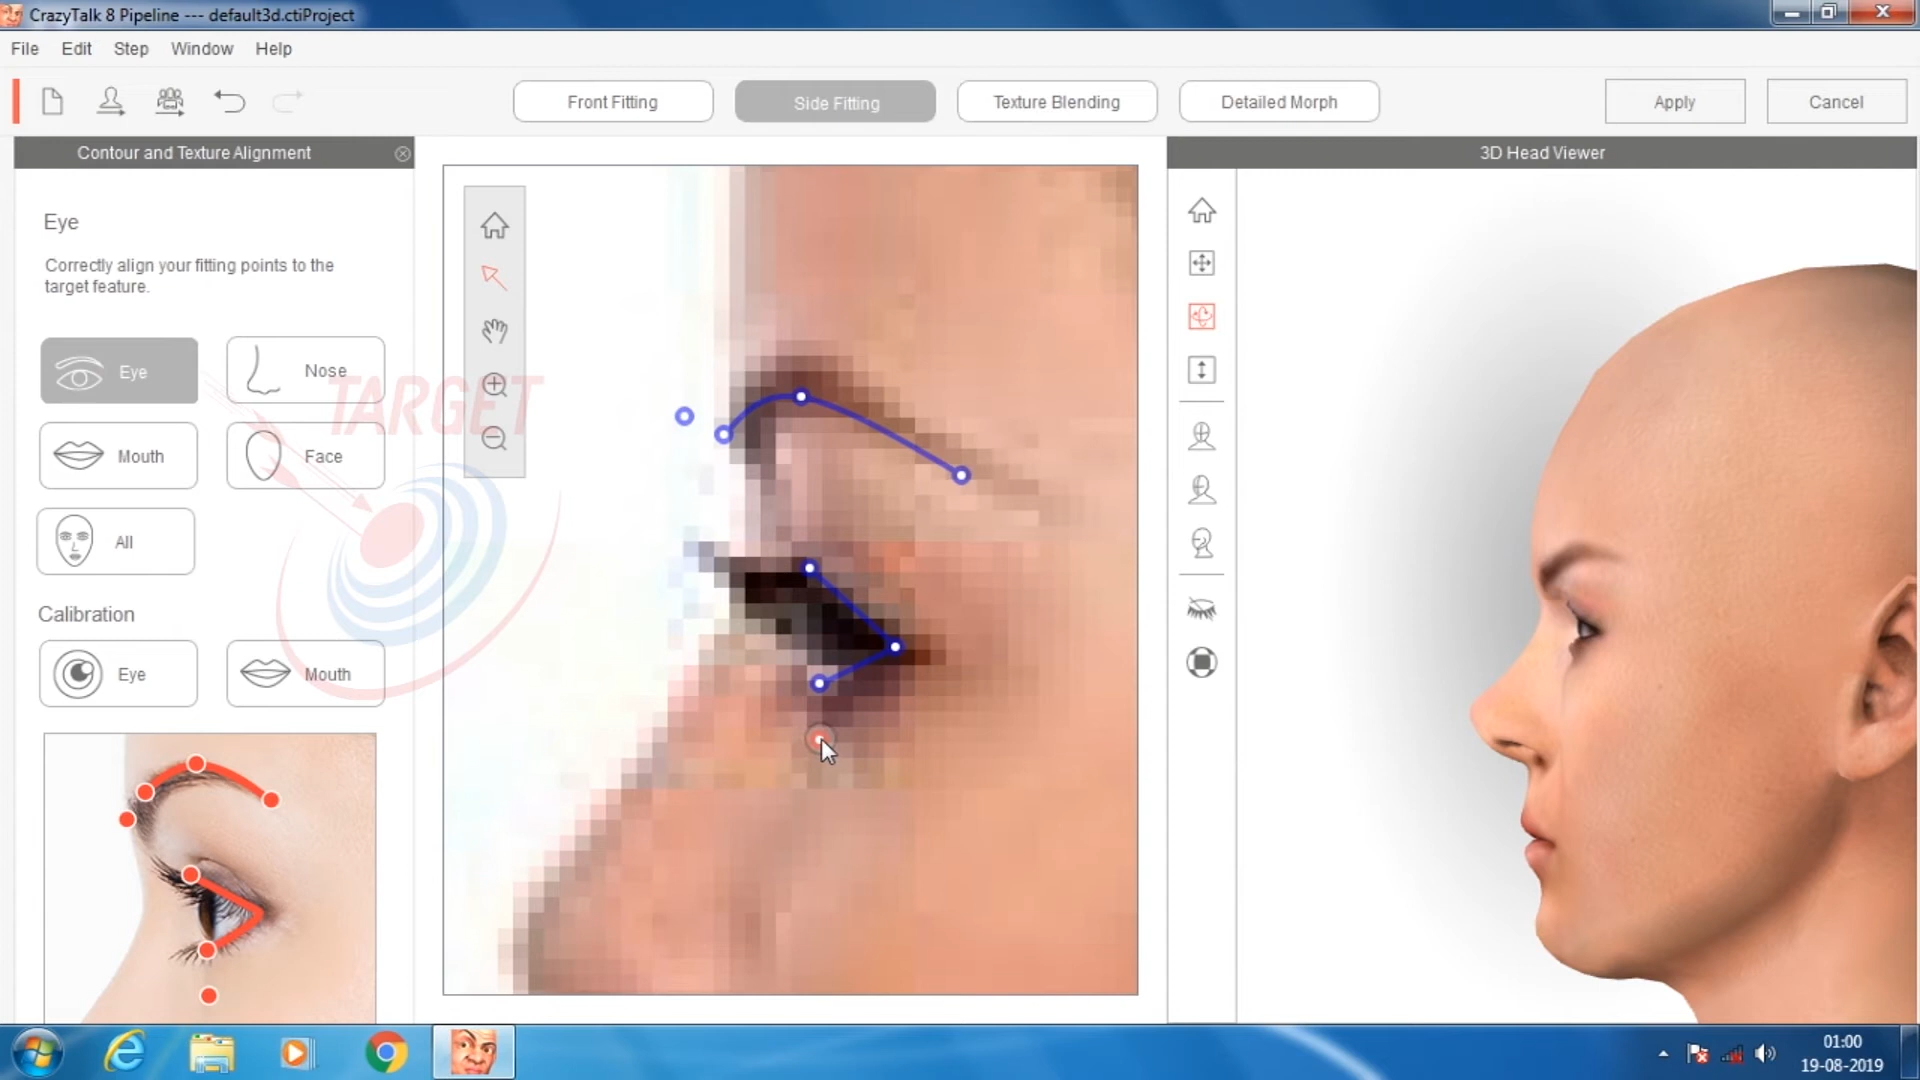 CrazyTalk 8 Pipeline --- default3d.ctiProject
File Edit Step Window Help
Front Fitting Side Fitting Texture Blending Detailed Morph Apply Cancel
Contour and Texture Alignment
3D Head Viewer
Eye
Correctly align your fitting points to the
target feature.
Eye Nose
TARGET
Mouth Face
All
Calibration
Eye Mouth
01:00
19-08-2019